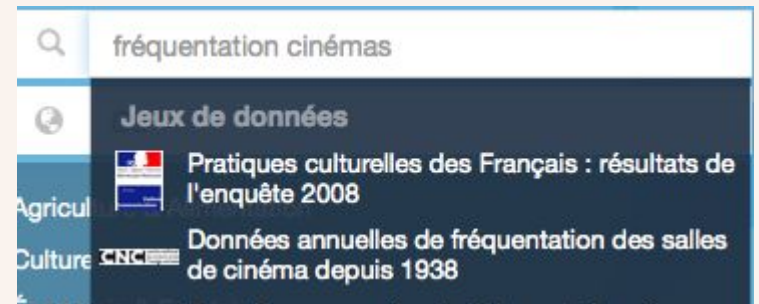 fréquentation cinémas
Jeux de données
Pratiques culturelles des Français : résultats de
l'enquête 2008
Agricul
Données annuelles de fréquentation des salles
Culture CNC
de cinéma depuis 1938